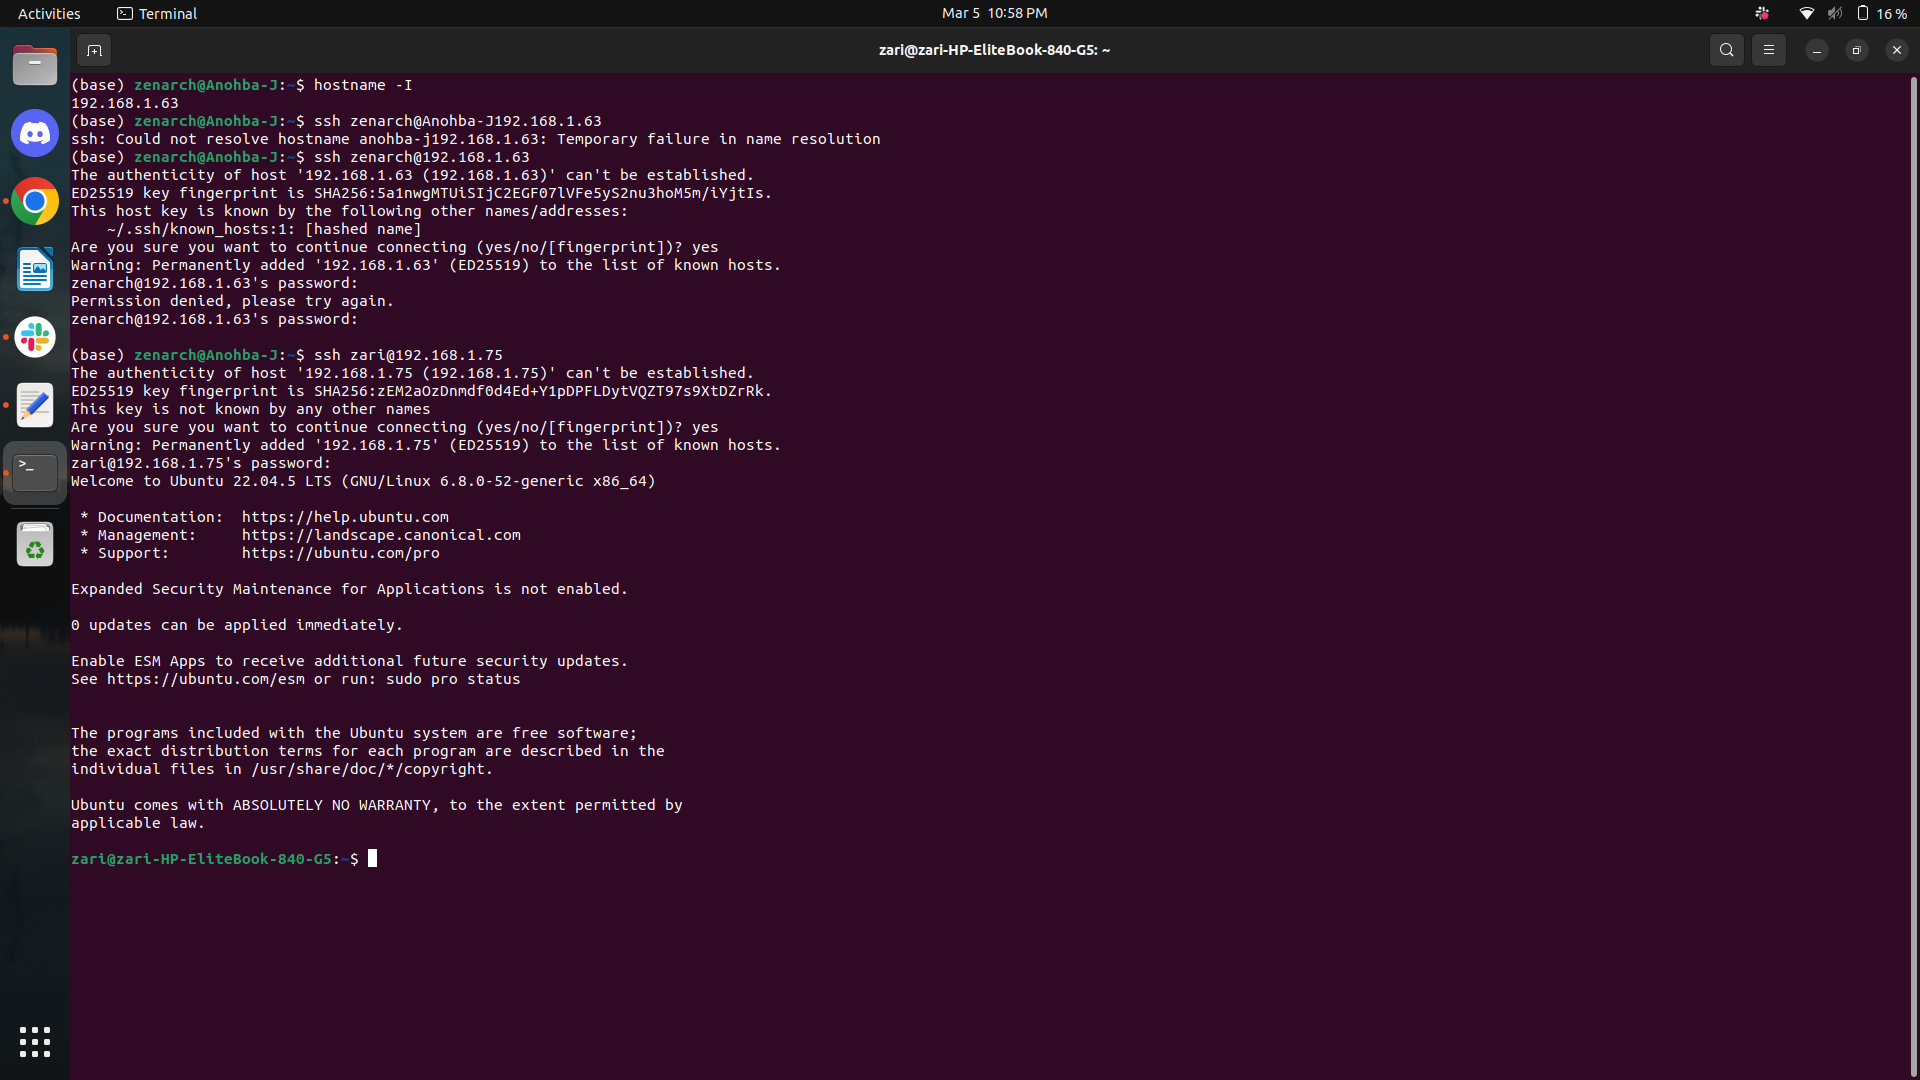 Activities
Terminal
Mar 5 10:58 PM
16 %
zari@zari-HP-EliteBook-840-G5: ~
(base) zenarch@Anohba-J:~$ hostname -I
192.168.1.63
(base) zenarch@Anohba-J:~$ ssh zenarch@Anohba-J192.168.1.63
ssh: Could not resolve hostname anohba-j192.168.1.63: Temporary failure in name resolution
(base) zenarch@Anohba-J:~$ ssh zenarch@192.168.1.63
The authenticity of host '192.168.1.63 (192.168.1.63)' can't be established.
ED25519 key fingerprint is SHA256:5a1nwgMTUiSIjC2EGF07lVFe5yS2nu3hoM5m/iYjtIs.
This host key is known by the following other names/addresses:
    ~/.ssh/known_hosts:1: [hashed name]
Are you sure you want to continue connecting (yes/no/[fingerprint])? yes
Warning: Permanently added '192.168.1.63' (ED25519) to the list of known hosts.
zenarch@192.168.1.63's password:
Permission denied, please try again.
zenarch@192.168.1.63's password:
(base) zenarch@Anohba-J:~$ ssh zari@192.168.1.75
The authenticity of host '192.168.1.75 (192.168.1.75)' can't be established.
ED25519 key fingerprint is SHA256:zEM2aOzDnmdf0d4Ed+Y1pDPFLDytVQZT97s9XtDZrRk.
This key is not known by any other names
Are you sure you want to continue connecting (yes/no/[fingerprint])? yes
Warning: Permanently added '192.168.1.75' (ED25519) to the list of known hosts.
zari@192.168.1.75's password:
Welcome to Ubuntu 22.04.5 LTS (GNU/Linux 6.8.0-52-generic x86_64)
 * Documentation:  https://help.ubuntu.com
 * Management:     https://landscape.canonical.com
 * Support:        https://ubuntu.com/pro
Expanded Security Maintenance for Applications is not enabled.
0 updates can be applied immediately.
Enable ESM Apps to receive additional future security updates.
See https://ubuntu.com/esm or run: sudo pro status
The programs included with the Ubuntu system are free software;
the exact distribution terms for each program are described in the
individual files in /usr/share/doc/*/copyright.
Ubuntu comes with ABSOLUTELY NO WARRANTY, to the extent permitted by
applicable law.
zari@zari-HP-EliteBook-840-G5:~$